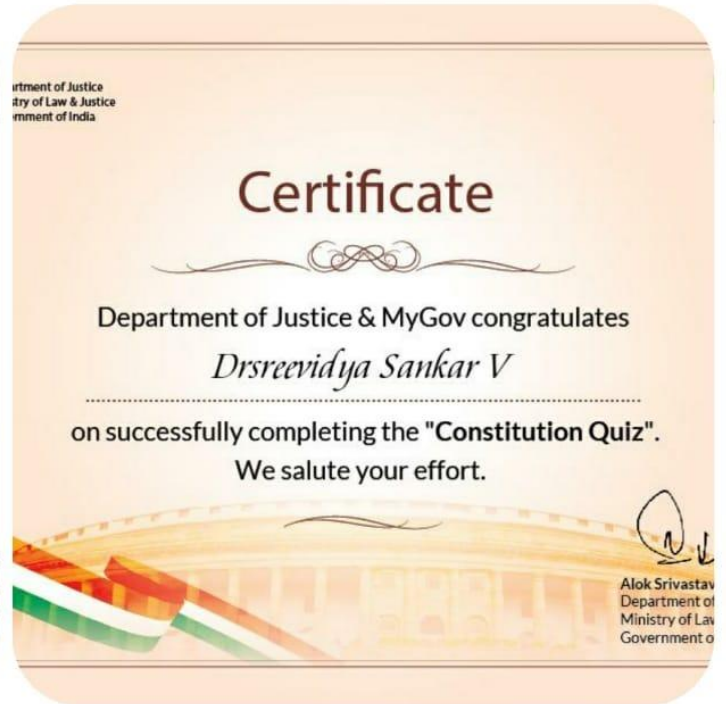 rtment of Justice
stry of Law & Justice
rnment of India
Certificate
Department of Justice & MyGov congratulates
Drsreevidya Sankar V
on successfully completing the "Constitution Quiz".
We salute your effort.
Alok Srivastav
Department of
Ministry of Law
Government o